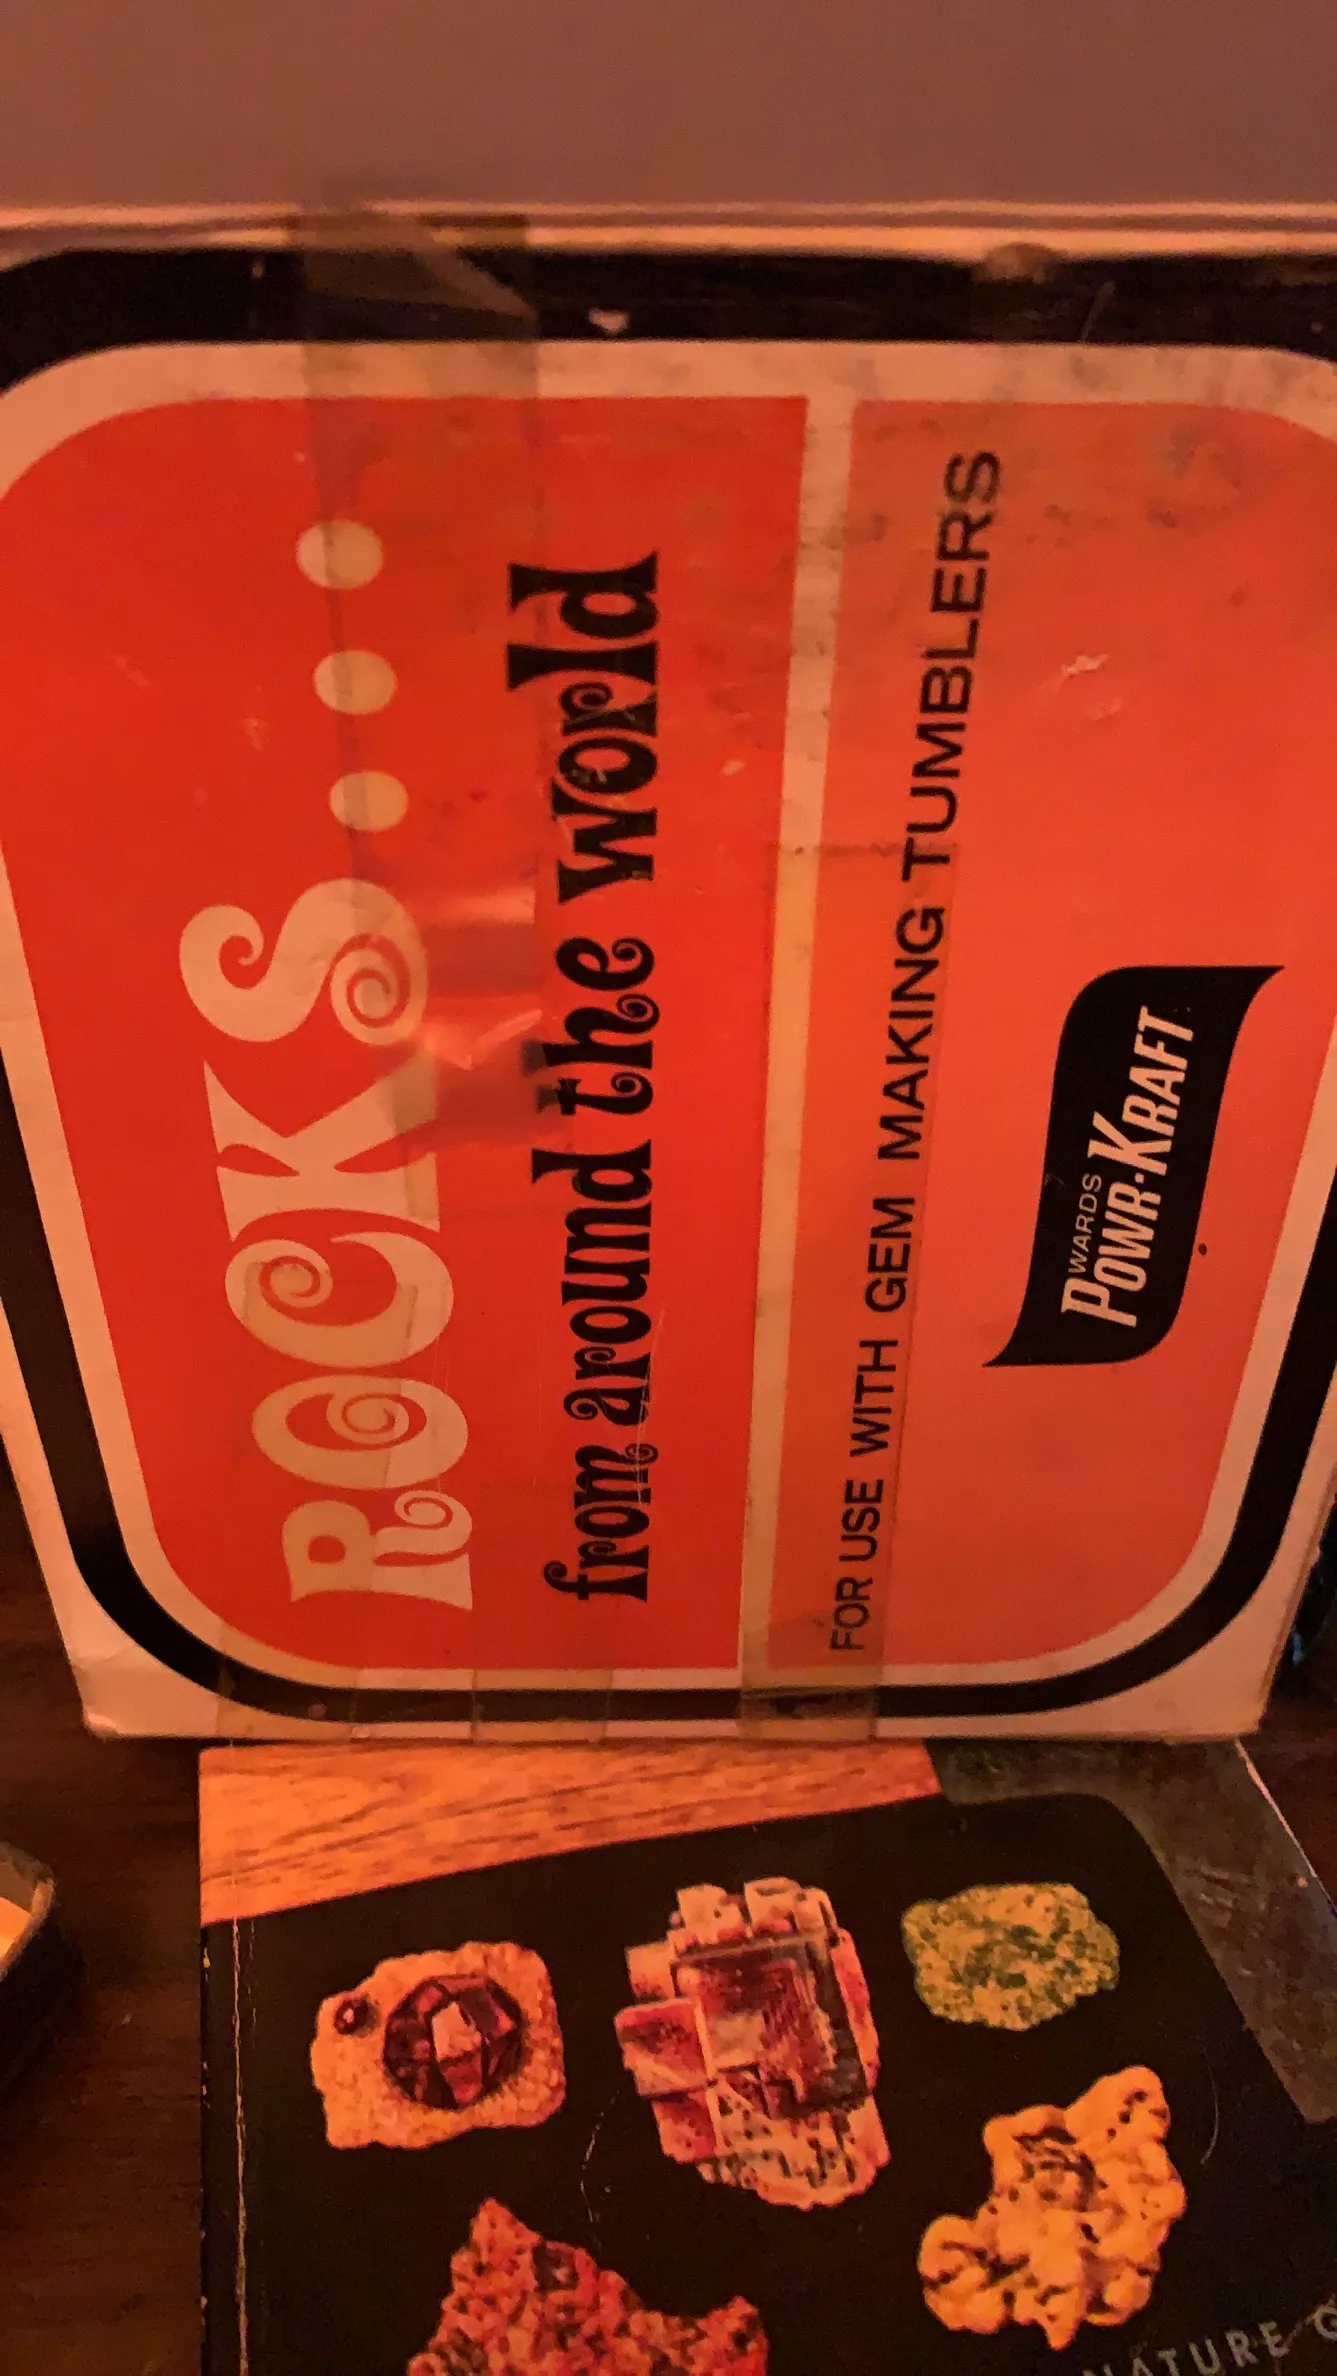 ROCKS...
from around the world
FOR USE WITH GEM MAKING TUMBLERS
WARDS
POWR-KRAFT
NATURE